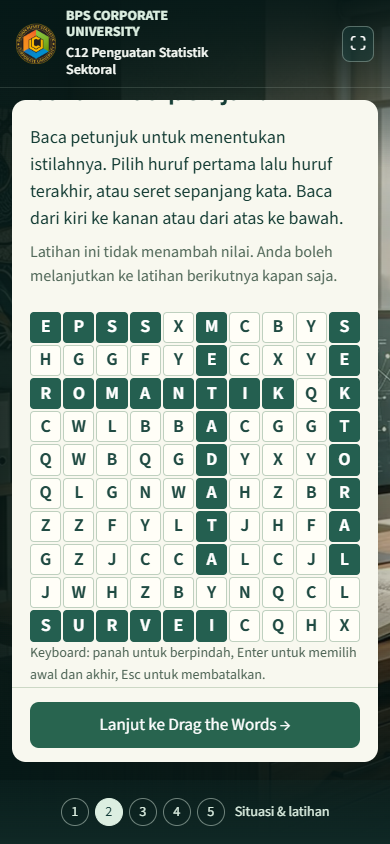 BPS CORPORATE
UNIVERSITY
C12 Penguatan Statistik
Sektoral
Baca petunjuk untuk menentukan
istilahnya. Pilih huruf pertama lalu huruf
terakhir, atau seret sepanjang kata. Baca
dari kiri ke kanan atau dari atas ke bawah.
Latihan ini tidak menambah nilai. Anda boleh
melanjutkan ke latihan berikutnya kapan saja.
E P S S X M C B Y S
H G G F Y E C X Y E
R O M A N T I K Q K
C W L B B A C G G T
Q W B Q G D Y X Y O
Q L G N W A H Z B R
Z Z F Y L T J H F A
G Z J C C A L C J L
J W H Z B Y N Q C L
S U R V E I C Q H X
Keyboard: panah untuk berpindah, Enter untuk memilih
awal dan akhir, Esc untuk membatalkan.
Lanjut ke Drag the Words →
1 2 3 4 5 Situasi & latihan